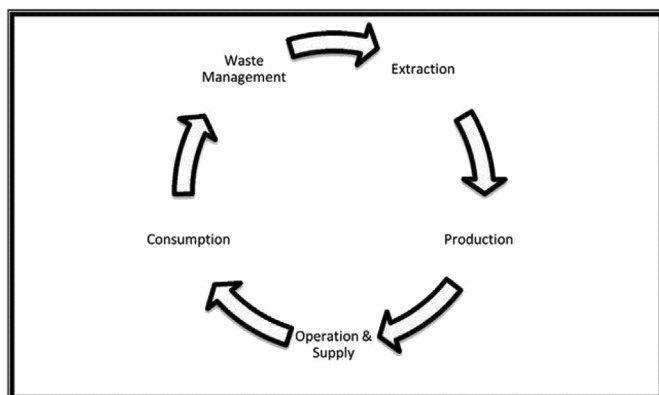 Waste
Management
Extraction
Production
Operation &
Supply
Consumption